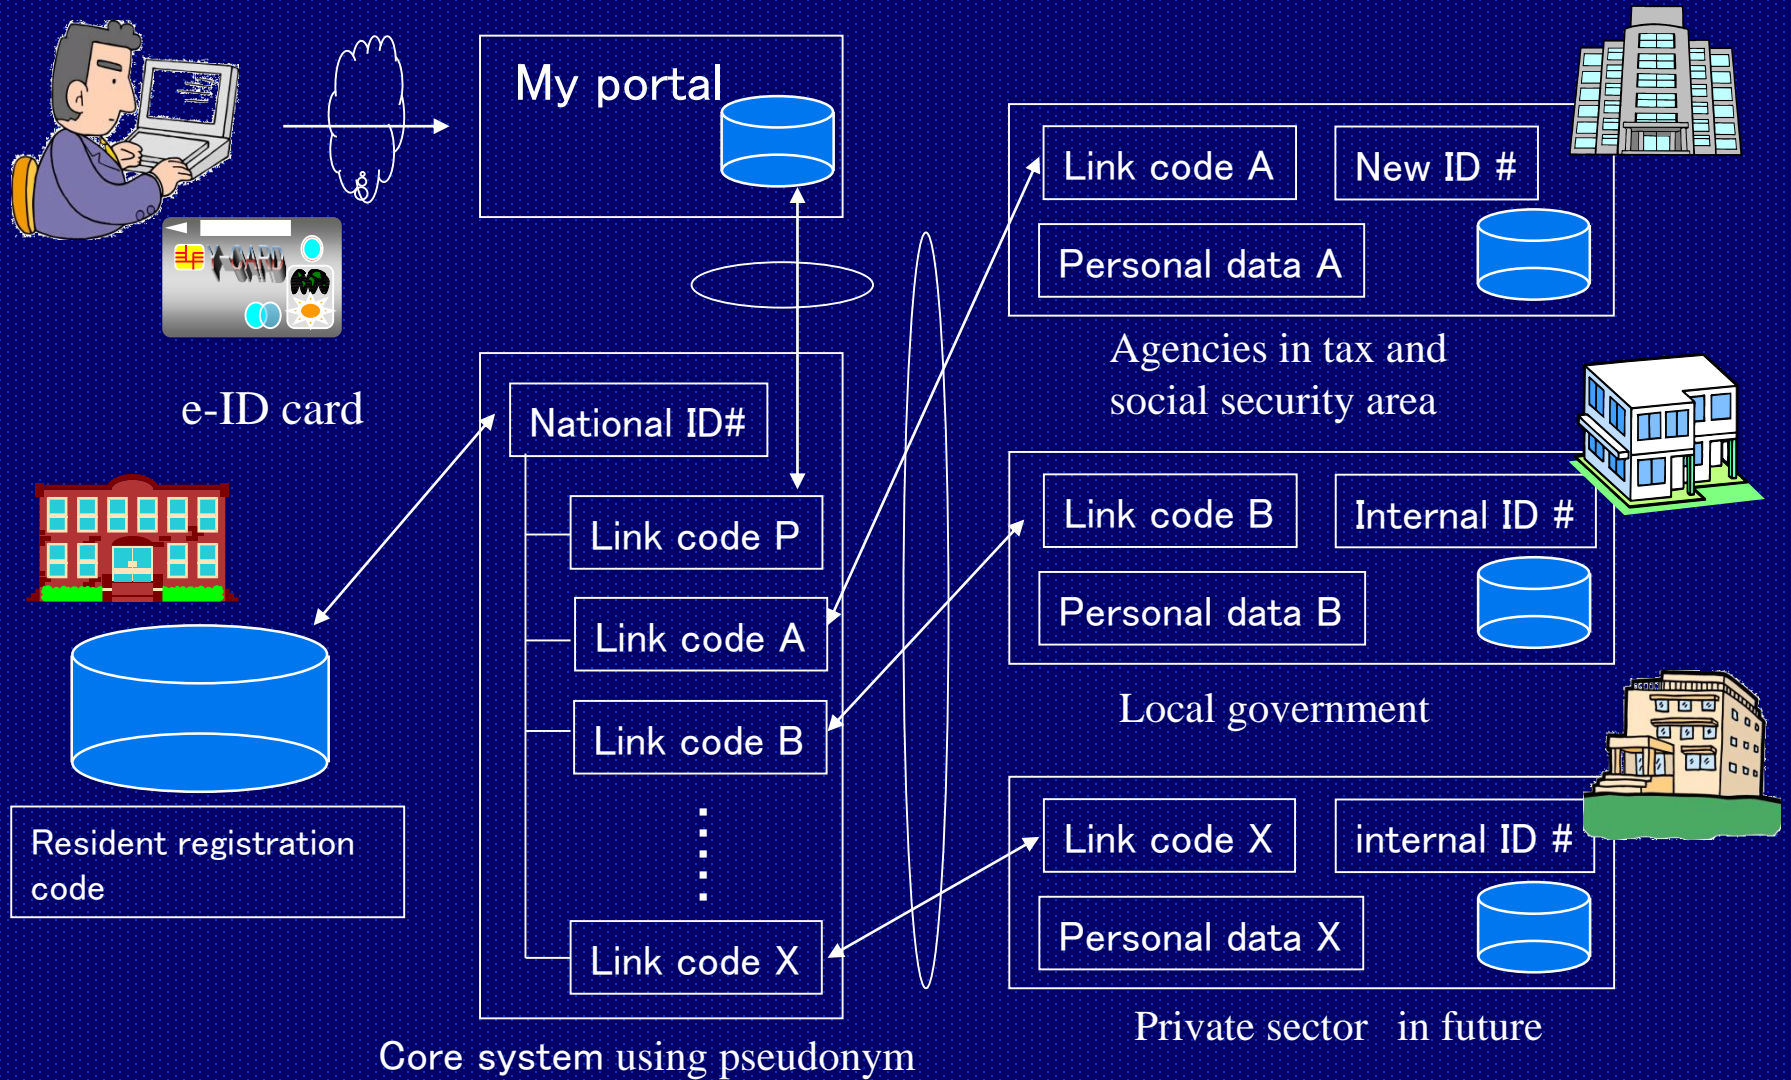 My portal
Link code A
New ID #
Personal data A
Agencies in tax and
social security area
e-ID card
National ID#
Link code P
Link code A
Link code B
Link code X
Link code B
Internal ID #
Personal data B
Local government
Resident registration
code
Link code X
internal ID #
Personal data X
Private sector in future
Core system using pseudonym